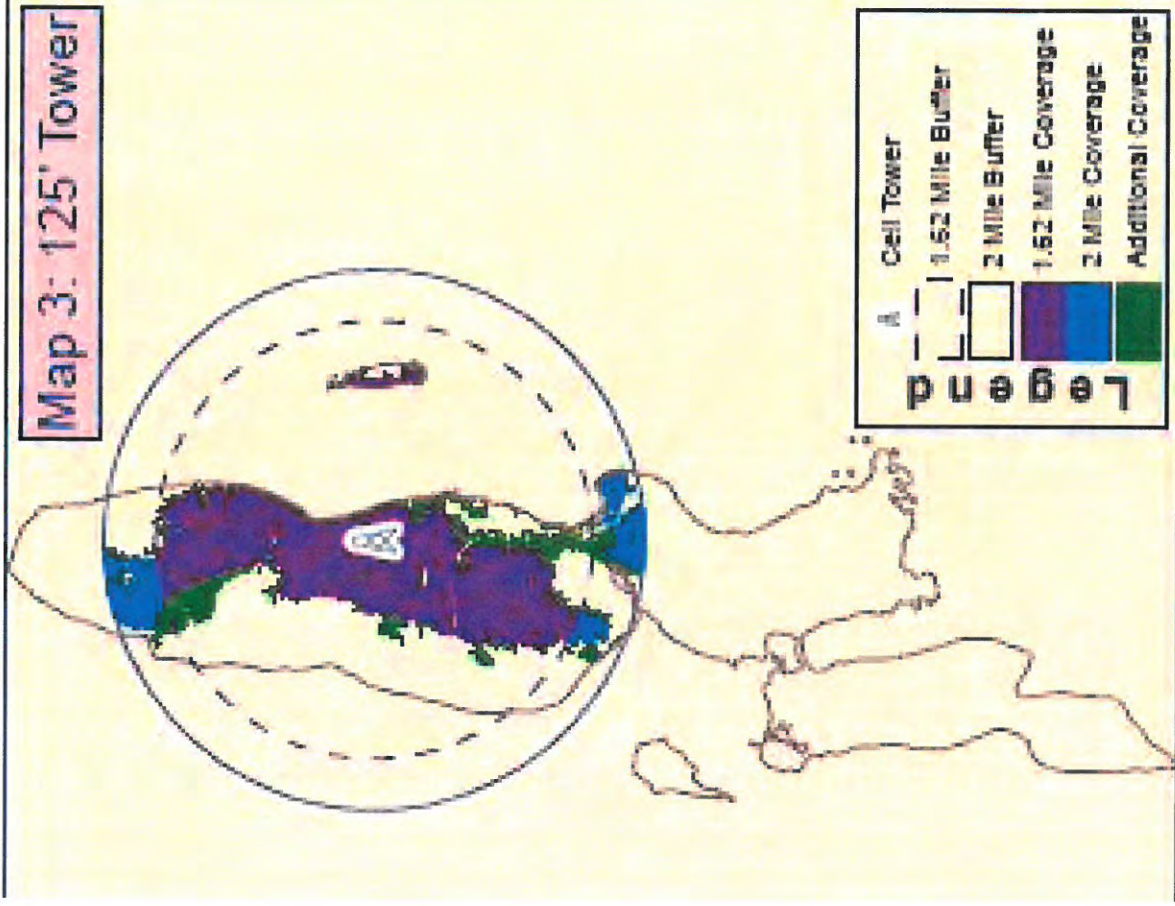 Map 3: 125' Tower
Legend
Cell Tower
1.62 Mile Buffer
2 Mile Buffer
1.62 Mile Coverage
2 Mile Coverage
Additional Coverage